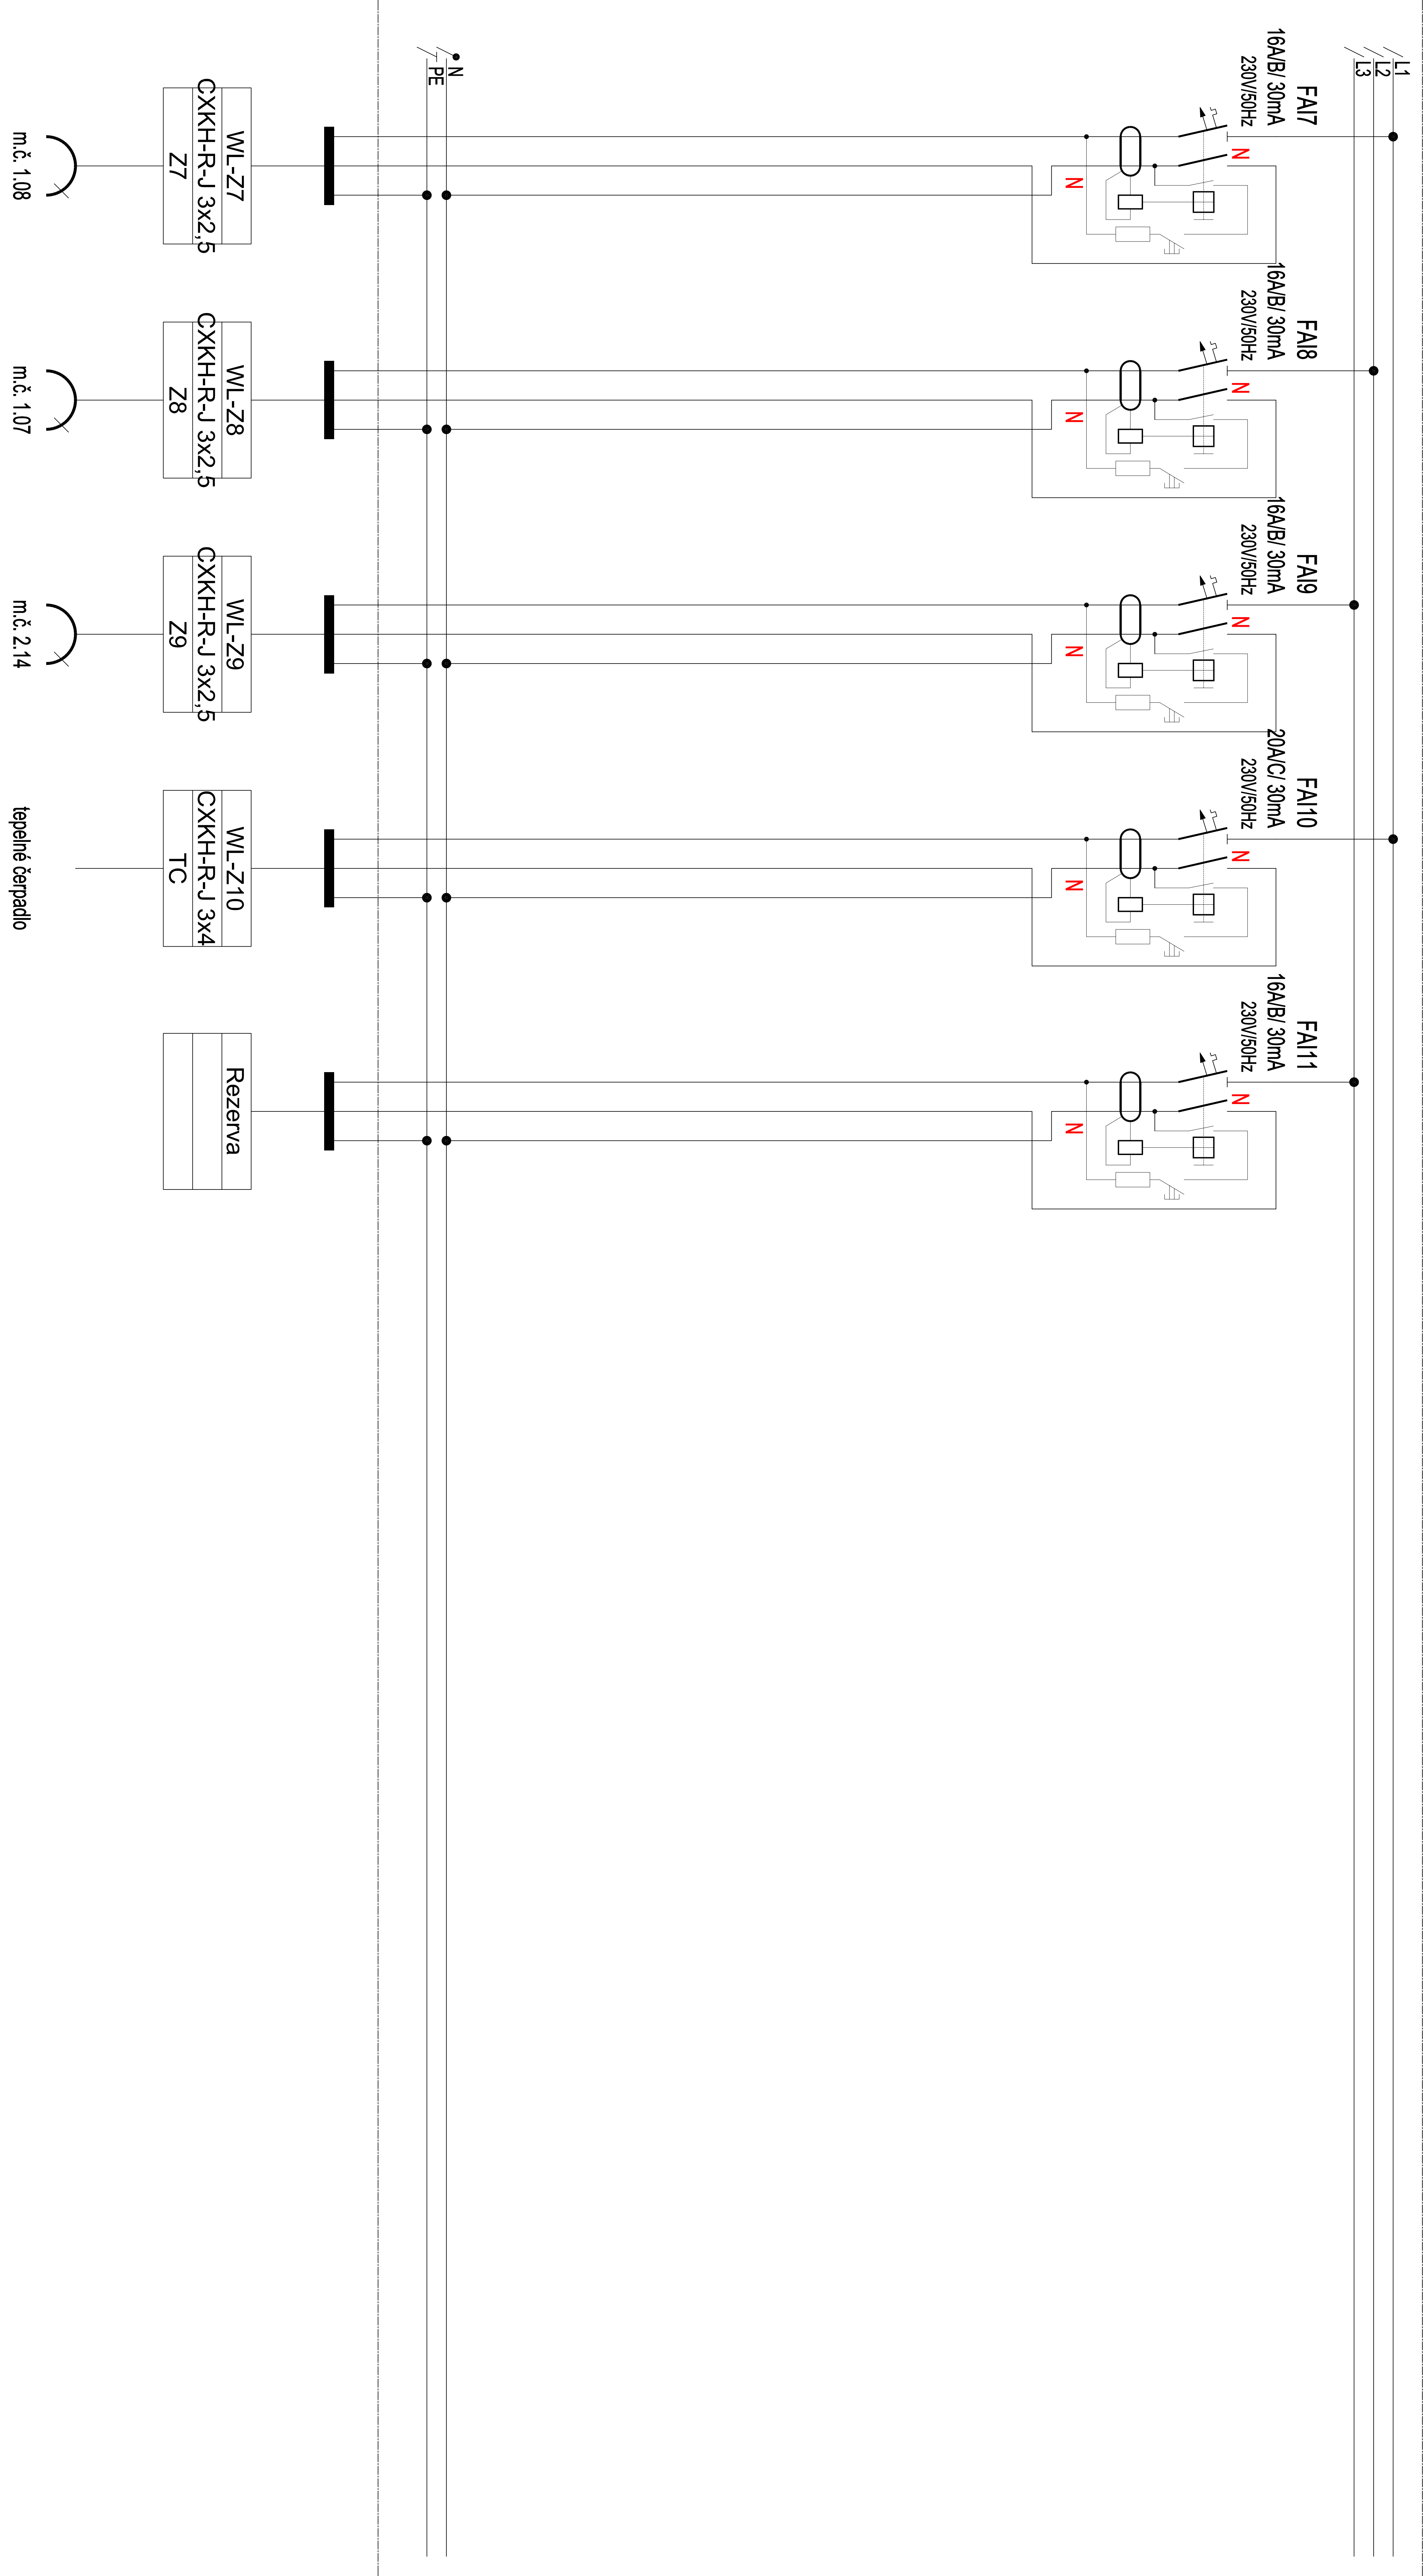 L1
L2
L3
FAI7
16A/B/ 30mA
230V/50Hz
N
N
FAI8
16A/B/ 30mA
230V/50Hz
N
N
FAI9
16A/B/ 30mA
230V/50Hz
N
N
FAI10
20A/C/ 30mA
230V/50Hz
N
N
FAI11
16A/B/ 30mA
230V/50Hz
N
N
N
PE
WL-Z7
CXKH-R-J 3x2,5
Z7
WL-Z8
CXKH-R-J 3x2,5
Z8
WL-Z9
CXKH-R-J 3x2,5
Z9
WL-Z10
CXKH-R-J 3x4
TC
Rezerva
m.č. 1.08
m.č. 1.07
m.č. 2.14
tepelné čerpadlo